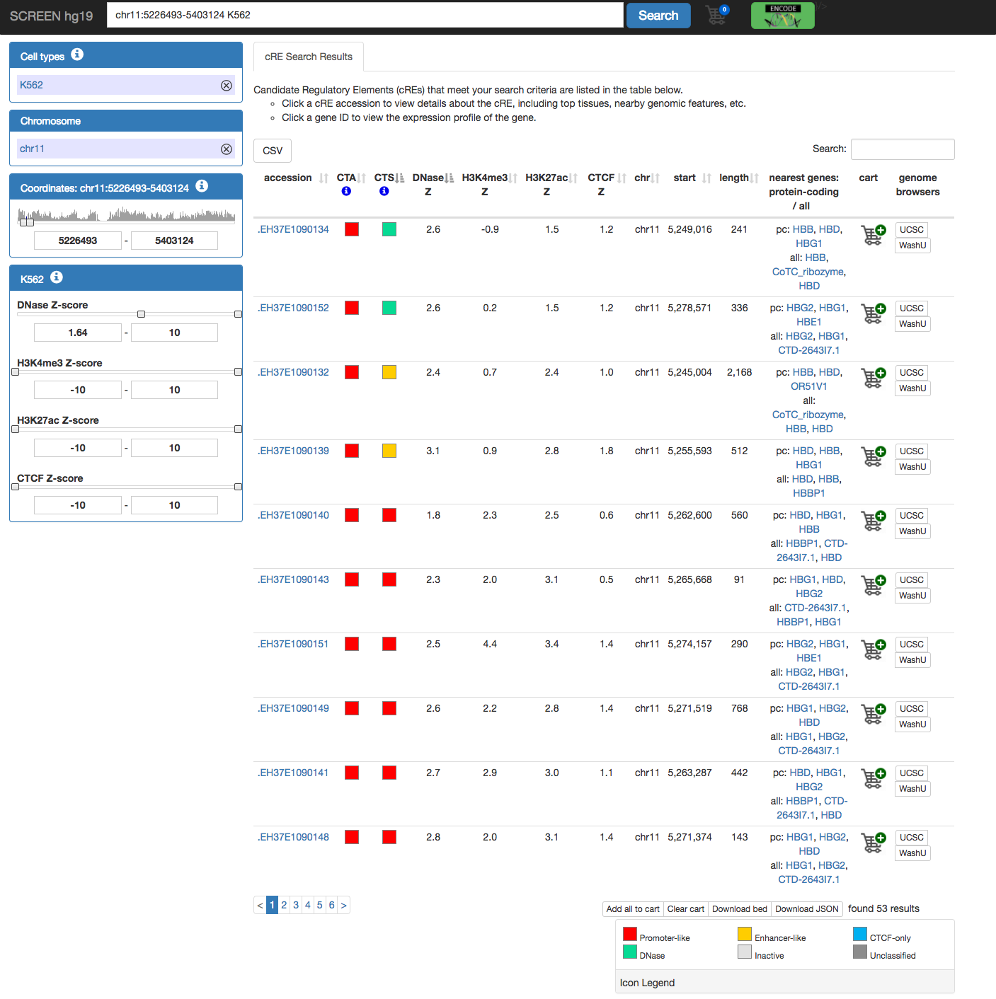 SCREEN hg19
chr11:5226493-5403124 K562
Search
0
ENCODE
/>
Cell types
K562
Chromosome
chr11
Coordinates: chr11:5226493-5403124
5226493 - 5403124
K562
DNase Z-score
1.64 - 10
H3K4me3 Z-score
-10 - 10
H3K27ac Z-score
-10 - 10
CTCF Z-score
-10 - 10
cRE Search Results
Candidate Regulatory Elements (cREs) that meet your search criteria are listed in the table below.
Click a cRE accession to view details about the cRE, including top tissues, nearby genomic features, etc.
Click a gene ID to view the expression profile of the gene.
CSV
Search:
accession CTA CTS DNase H3K4me3 H3K27ac CTCF chr start length nearest genes: cart genome
Z Z Z Z protein-coding browsers
/ all
.EH37E1090134 2.6 -0.9 1.5 1.2 chr11 5,249,016 241 pc: HBB, HBD, UCSC
HBG1 WashU
all: HBB,
CoTC_ribozyme,
HBD
.EH37E1090152 2.6 0.2 1.5 1.2 chr11 5,278,571 336 pc: HBG2, HBG1, UCSC
HBE1 WashU
all: HBG2, HBG1,
CTD-2643I7.1
.EH37E1090132 2.4 0.7 2.4 1.0 chr11 5,245,004 2,168 pc: HBB, HBD, UCSC
OR51V1 WashU
all:
CoTC_ribozyme,
HBB, HBD
.EH37E1090139 3.1 0.9 2.8 1.8 chr11 5,255,593 512 pc: HBD, HBB, UCSC
HBG1 WashU
all: HBD, HBB,
HBBP1
.EH37E1090140 1.8 2.3 2.5 0.6 chr11 5,262,600 560 pc: HBD, HBG1, UCSC
HBB WashU
all: HBBP1, CTD-
2643I7.1, HBD
.EH37E1090143 2.3 2.0 3.1 0.5 chr11 5,265,668 91 pc: HBG1, HBD, UCSC
HBG2 WashU
all: CTD-2643I7.1,
HBBP1, HBG1
.EH37E1090151 2.5 4.4 3.4 1.4 chr11 5,274,157 290 pc: HBG2, HBG1, UCSC
HBE1 WashU
all: HBG2, HBG1,
CTD-2643I7.1
.EH37E1090149 2.6 2.2 2.8 1.4 chr11 5,271,519 768 pc: HBG1, HBG2, UCSC
HBD WashU
all: HBG1, HBG2,
CTD-2643I7.1
.EH37E1090141 2.7 2.9 3.0 1.1 chr11 5,263,287 442 pc: HBD, HBG1, UCSC
HBG2 WashU
all: HBBP1, CTD-
2643I7.1, HBD
.EH37E1090148 2.8 2.0 3.1 1.4 chr11 5,271,374 143 pc: HBG1, HBG2, UCSC
HBD WashU
all: HBG1, HBG2,
CTD-2643I7.1
< 1 2 3 4 5 6 >
Add all to cart Clear cart Download bed Download JSON found 53 results
Promoter-like Enhancer-like CTCF-only
DNase Inactive Unclassified
Icon Legend